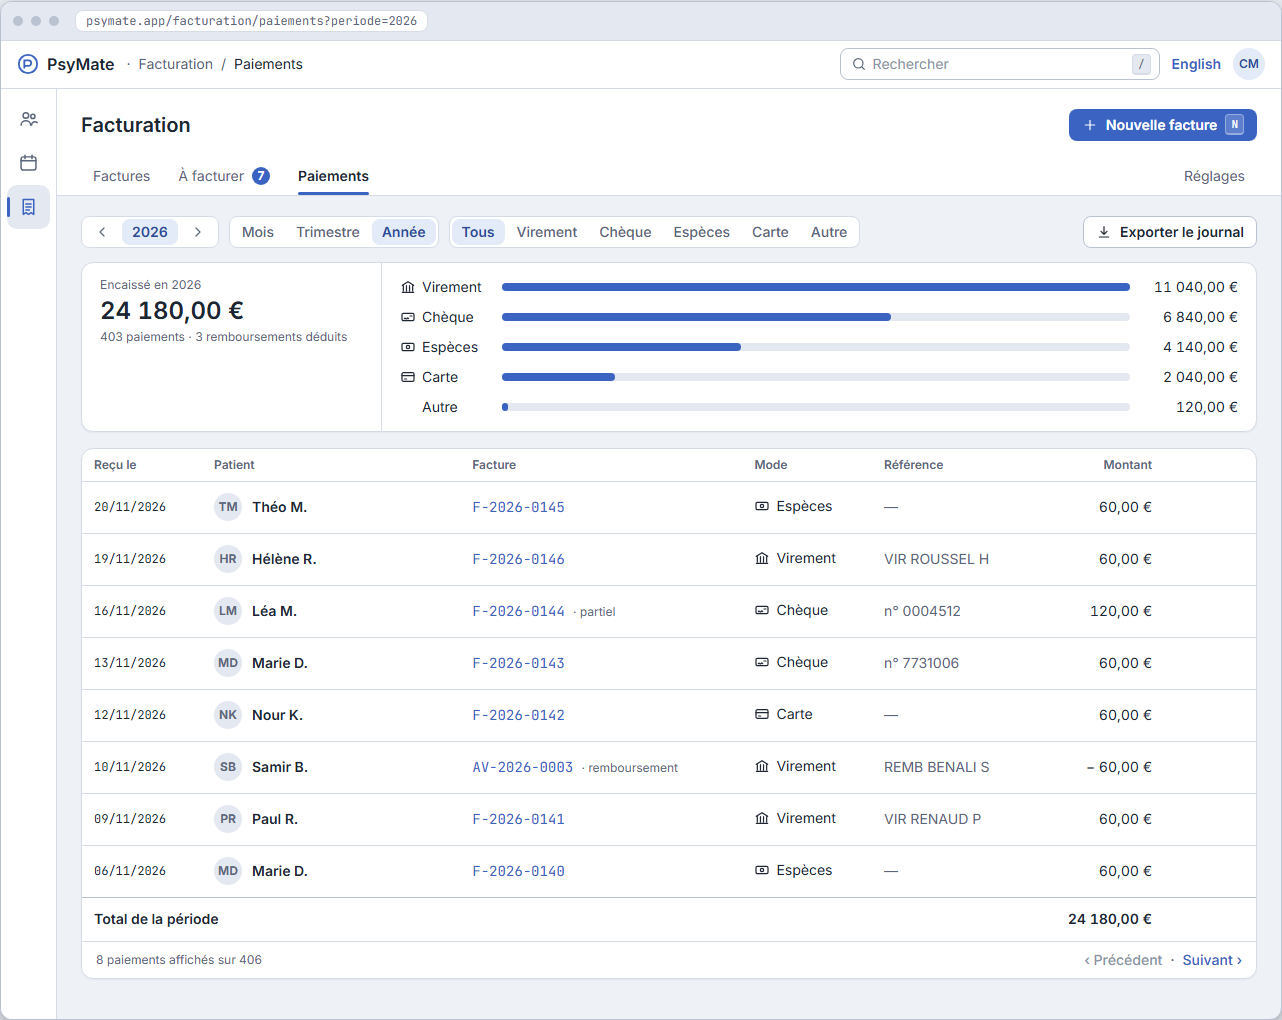 psymate.app/facturation/paiements?periode=2026
PsyMate · Facturation / Paiements
Rechercher /
English
CM
Facturation
+ Nouvelle facture N
Factures
À facturer 7
Paiements
Réglages
2026
Mois Trimestre Année
Tous Virement Chèque Espèces Carte Autre
Exporter le journal
Encaissé en 2026
24 180,00 €
403 paiements · 3 remboursements déduits
Virement 11 040,00 €
Chèque 6 840,00 €
Espèces 4 140,00 €
Carte 2 040,00 €
Autre 120,00 €
Reçu le Patient Facture Mode Référence Montant
20/11/2026 TM Théo M. F-2026-0145 Espèces — 60,00 €
19/11/2026 HR Hélène R. F-2026-0146 Virement VIR ROUSSEL H 60,00 €
16/11/2026 LM Léa M. F-2026-0144 · partiel Chèque n° 0004512 120,00 €
13/11/2026 MD Marie D. F-2026-0143 Chèque n° 7731006 60,00 €
12/11/2026 NK Nour K. F-2026-0142 Carte — 60,00 €
10/11/2026 SB Samir B. AV-2026-0003 · remboursement Virement REMB BENALI S − 60,00 €
09/11/2026 PR Paul R. F-2026-0141 Virement VIR RENAUD P 60,00 €
06/11/2026 MD Marie D. F-2026-0140 Espèces — 60,00 €
Total de la période 24 180,00 €
8 paiements affichés sur 406
‹ Précédent · Suivant ›